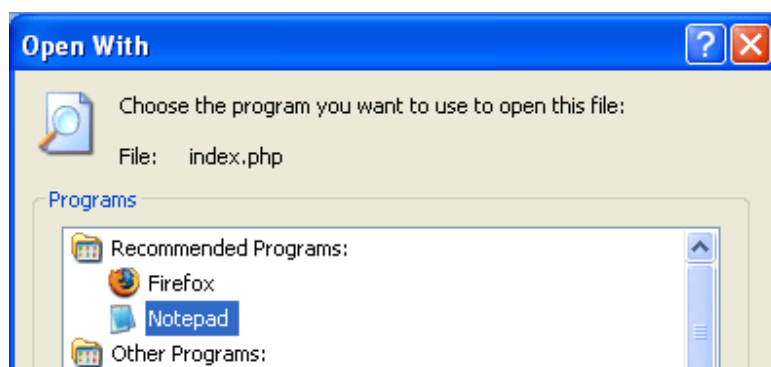 Open With
Choose the program you want to use to open this file:
File: index.php
Programs
Recommended Programs:
Firefox
Notepad
Other Programs: